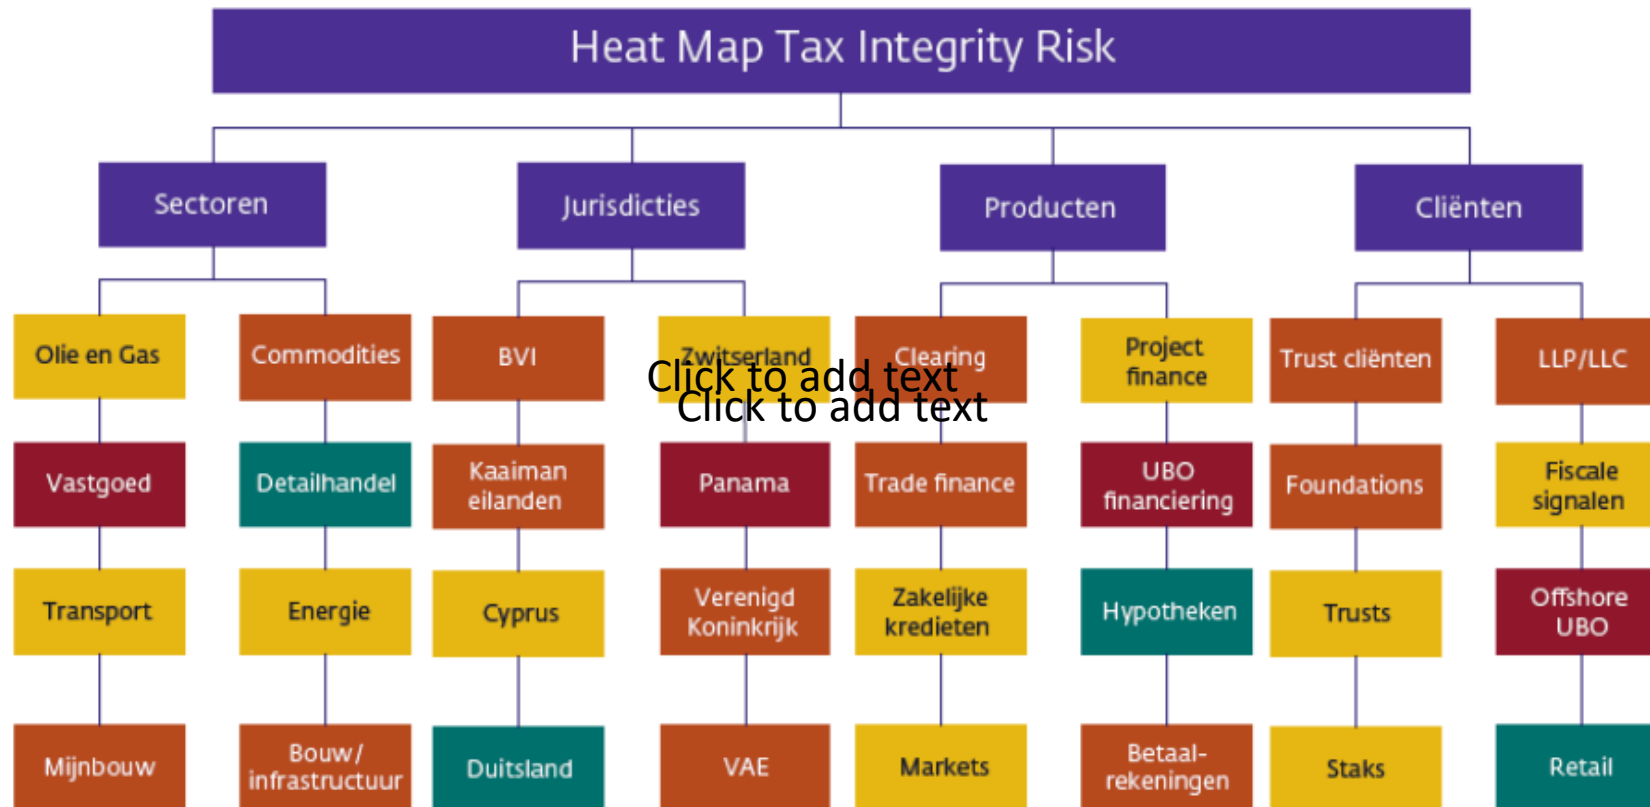 Heat Map Tax Integrity Risk
Sectoren
Jurisdicties
Producten
Cliënten
Olie en Gas
Commodities
BVI
Zwitserland
Clearing
Project
finance
Trust cliënten
LLP/LLC
Click to add text
Click to add text
Vastgoed
Detailhandel
Kaaiman
eilanden
Panama
Trade finance
UBO
financiering
Foundations
Fiscale
signalen
Transport
Energie
Cyprus
Verenigd
Koninkrijk
Zakelijke
kredieten
Hypotheken
Trusts
Offshore
UBO
Mijnbouw
Bouw/
infrastructuur
Duitsland
VAE
Markets
Betaal-
rekeningen
Staks
Retail